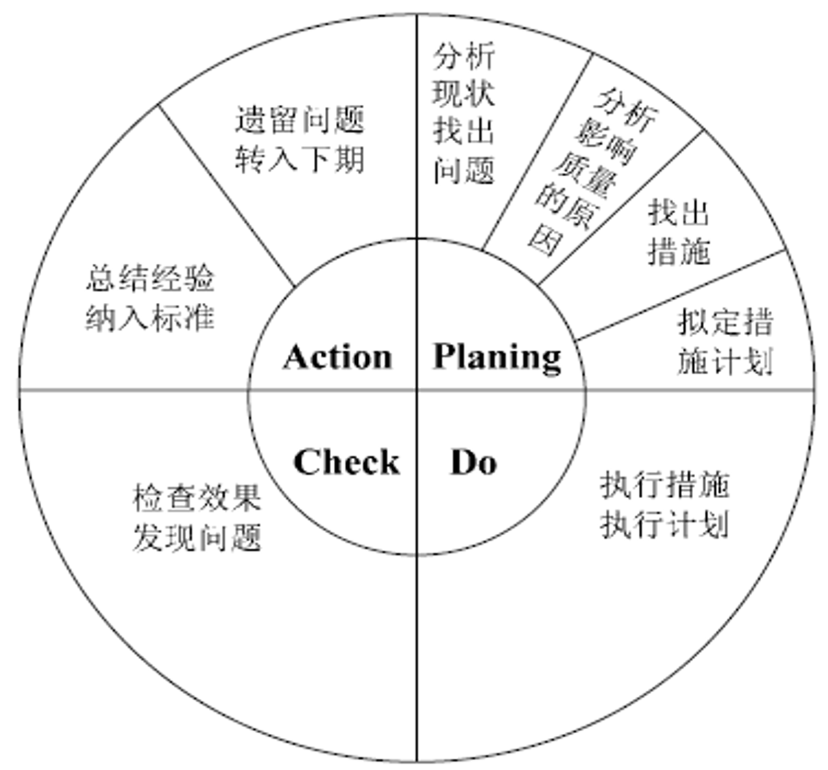 分析
现状
找出
问题
分析
影响
质量
的原
因
找出
措施
拟定措
施计划
执行措施
执行计划
检查效果
发现问题
总结经验
纳入标准
遗留问题
转入下期
Action
Planing
Check
Do